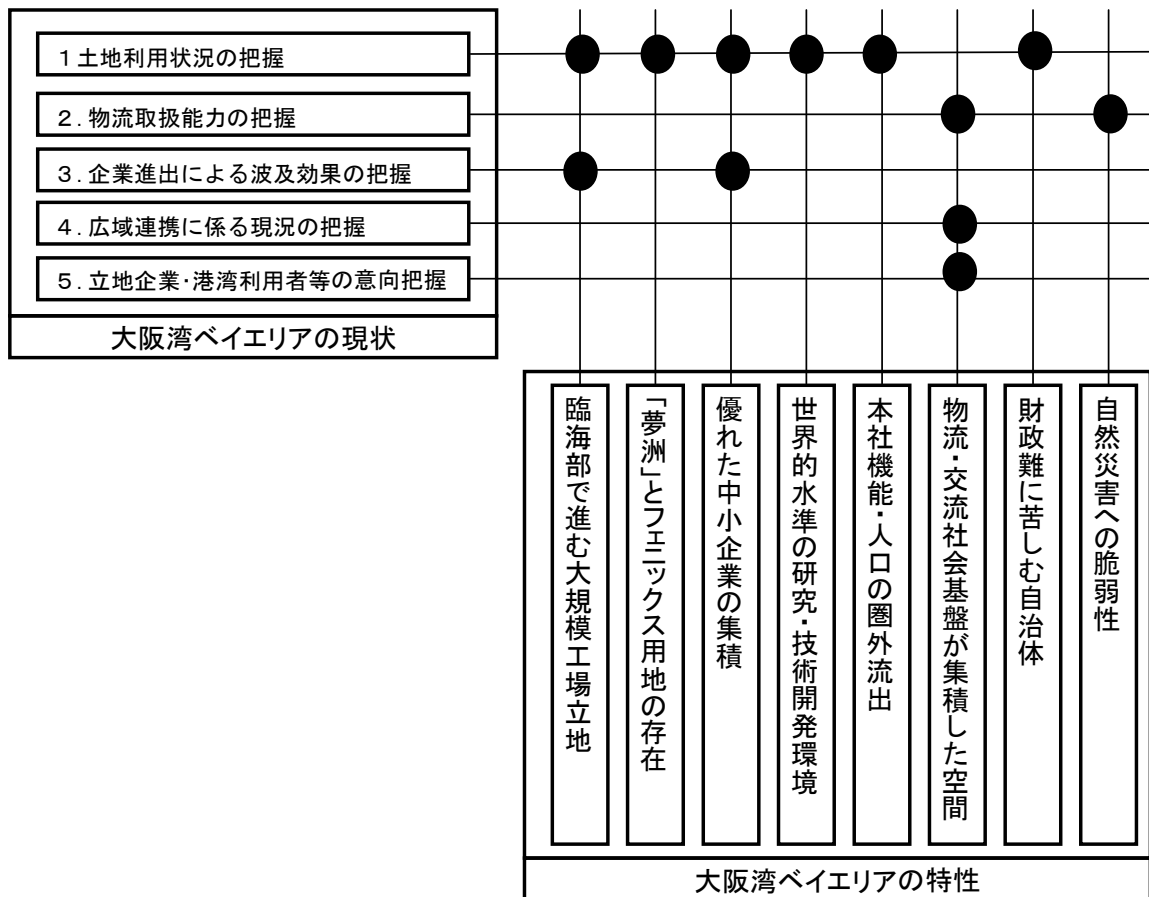 1土地利用状況の把握
２.物流取扱能力の把握
３.企業進出による波及効果の把握
４.広域連携に係る現況の把握
５.立地企業・港湾利用者等の意向把握
大阪湾ベイエリアの現状
臨海部で進む大規模工場立地
「夢洲」とフェニックス用地の存在
優れた中小企業の集積
世界的水準の研究・技術開発環境
本社機能・人口の圏外流出
物流・交流社会基盤が集積した空間
財政難に苦しむ自治体
自然災害への脆弱性
大阪湾ベイエリアの特性